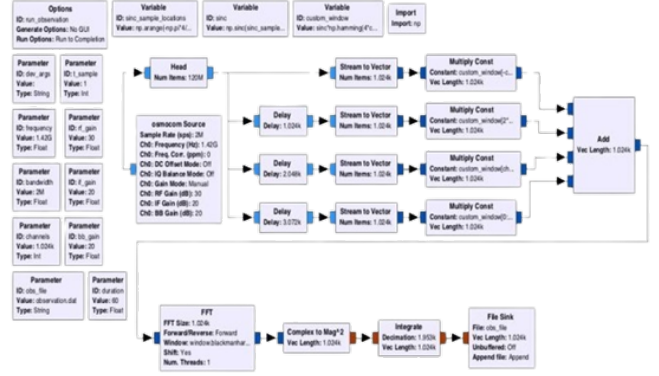 Options
ID: run_observation
Generate Options: No GUI
Run Options: Run to Completion
Variable
ID: sinc_sample_locations
Value: np.arange(-np.pi*4/...
Variable
ID: sinc
Value: np.sinc(sinc_sample...
Variable
ID: custom_window
Value: sinc*np.hamming(4*c...
Import
Import: np
Parameter
ID: dev_args
Value:
Type: String
Parameter
ID: t_sample
Value: 1
Type: Int
Parameter
ID: frequency
Value: 1.42G
Type: Float
Parameter
ID: rf_gain
Value: 30
Type: Float
Parameter
ID: bandwidth
Value: 2M
Type: Float
Parameter
ID: if_gain
Value: 20
Type: Float
Parameter
ID: channels
Value: 1.024k
Type: Int
Parameter
ID: bb_gain
Value: 20
Type: Float
Parameter
ID: obs_file
Value: observation.dat
Type: String
Parameter
ID: duration
Value: 60
Type: Float
Head
Num Items: 120M
osmocom Source
Sample Rate (sps): 2M
Ch0: Frequency (Hz): 1.42G
Ch0: Freq. Corr. (ppm): 0
Ch0: DC Offset Mode: Off
Ch0: IQ Balance Mode: Off
Ch0: Gain Mode: Manual
Ch0: RF Gain (dB): 30
Ch0: IF Gain (dB): 20
Ch0: BB Gain (dB): 20
Stream to Vector
Num Items: 1.024k
Multiply Const
Constant: custom_window[-c...
Vec Length: 1.024k
Delay
Delay: 1.024k
Stream to Vector
Num Items: 1.024k
Multiply Const
Constant: custom_window[2*...
Vec Length: 1.024k
Delay
Delay: 2.048k
Stream to Vector
Num Items: 1.024k
Multiply Const
Constant: custom_window[ch...
Vec Length: 1.024k
Delay
Delay: 3.072k
Stream to Vector
Num Items: 1.024k
Multiply Const
Constant: custom_window[0:...
Vec Length: 1.024k
Add
Vec Length: 1.024k
FFT
FFT Size: 1.024k
Forward/Reverse: Forward
Window: window.blackmanhar...
Shift: Yes
Num. Threads: 1
Complex to Mag^2
Vec Length: 1.024k
Integrate
Decimation: 1.953k
Vec Length: 1.024k
File Sink
File: obs_file
Vec Length: 1.024k
Unbuffered: Off
Append file: Append